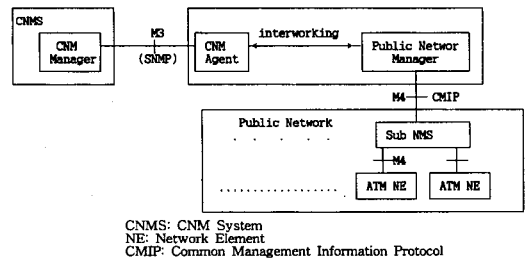 CNMS
CNM Manager
M3
(SNMP)
CNM Agent
interworking
Public Networ Manager
M4
CMIP
Public Network
Sub NMS
M4
ATM NE
ATM NE
CNMS: CNM System
NE: Network Element
CMIP: Common Management Information Protocol